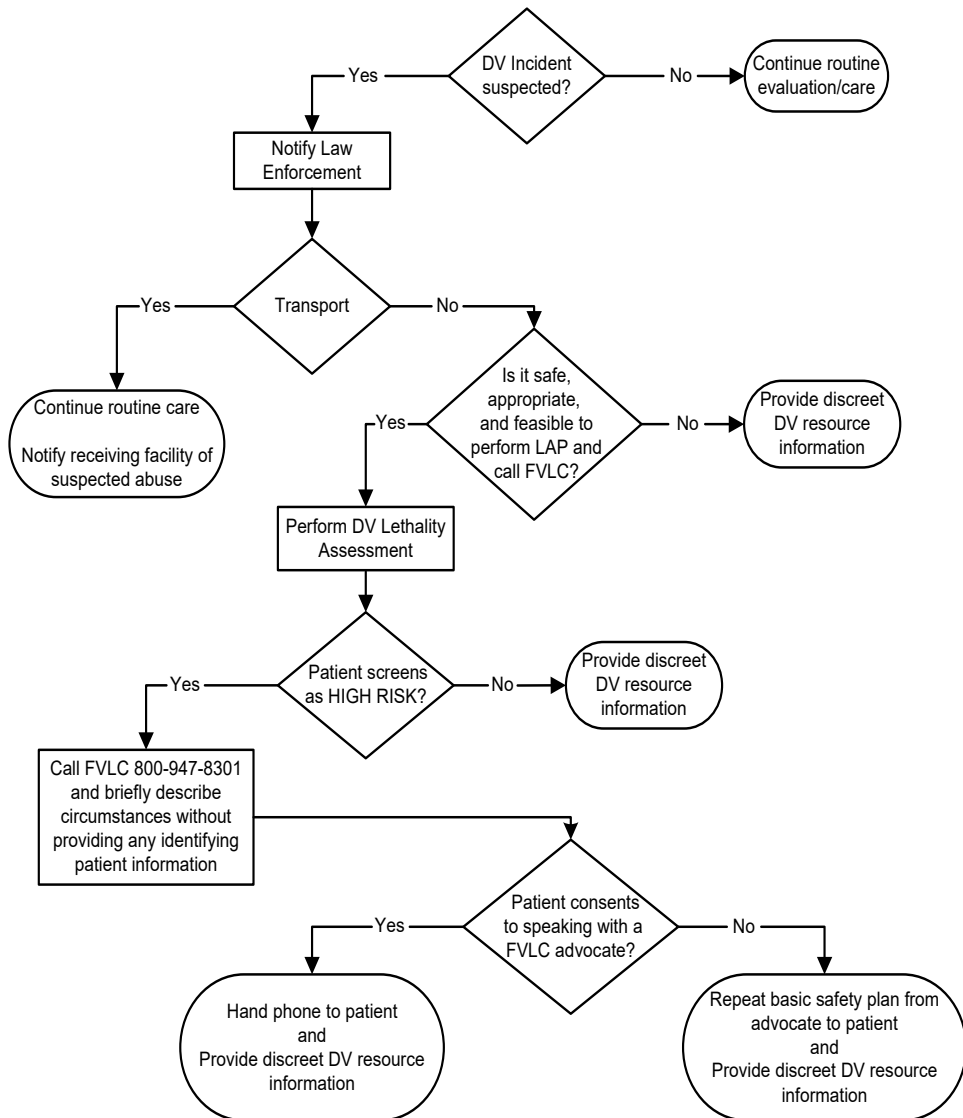 DV Incident
suspected?
Yes
No
Continue routine
evaluation/care
Notify Law
Enforcement
Transport
Yes
No
Continue routine care
Notify receiving facility of
suspected abuse
Is it safe,
appropriate,
and feasible to
perform LAP and
call FVLC?
Yes
No
Provide discreet
DV resource
information
Perform DV Lethality
Assessment
Patient screens
as HIGH RISK?
Yes
No
Provide discreet
DV resource
information
Call FVLC 800-947-8301
and briefly describe
circumstances without
providing any identifying
patient information
Patient consents
to speaking with a
FVLC advocate?
Yes
No
Hand phone to patient
and
Provide discreet DV resource
information
Repeat basic safety plan from
advocate to patient
and
Provide discreet DV resource
information